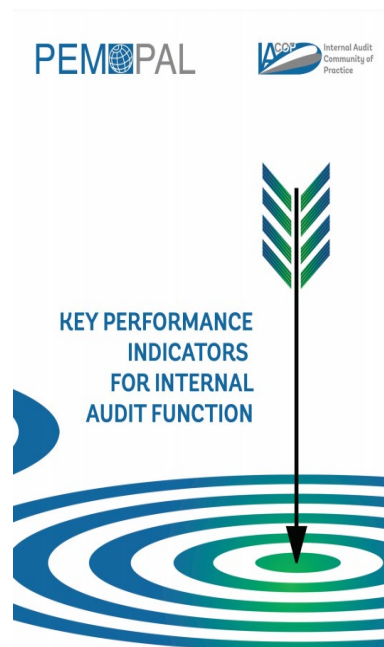 PEMPAL
IACOP
Internal Audit
Community of
Practice
KEY PERFORMANCE
INDICATORS
FOR INTERNAL
AUDIT FUNCTION